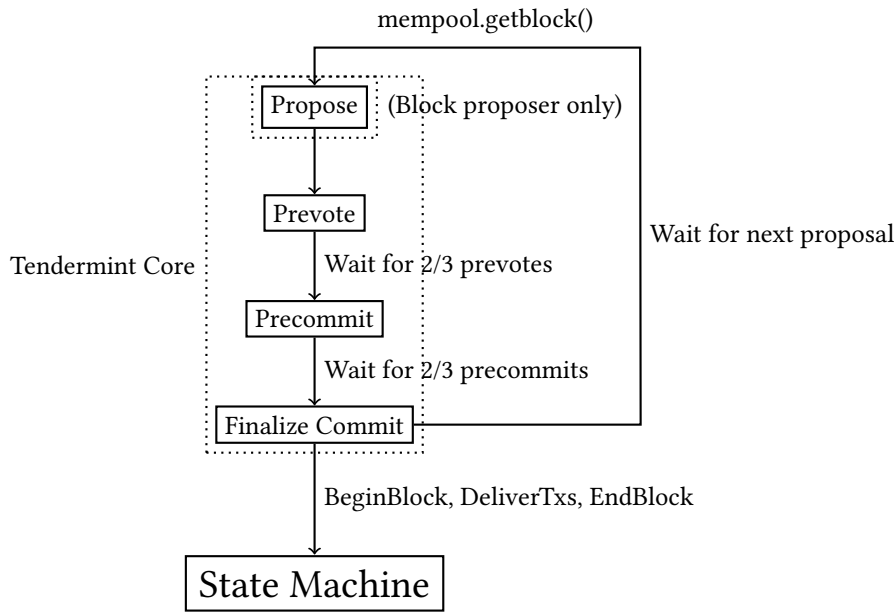 mempool.getblock()
Propose
(Block proposer only)
Prevote
Wait for next proposal
Tendermint Core
Wait for 2/3 prevotes
Precommit
Wait for 2/3 precommits
Finalize Commit
BeginBlock, DeliverTxs, EndBlock
State Machine